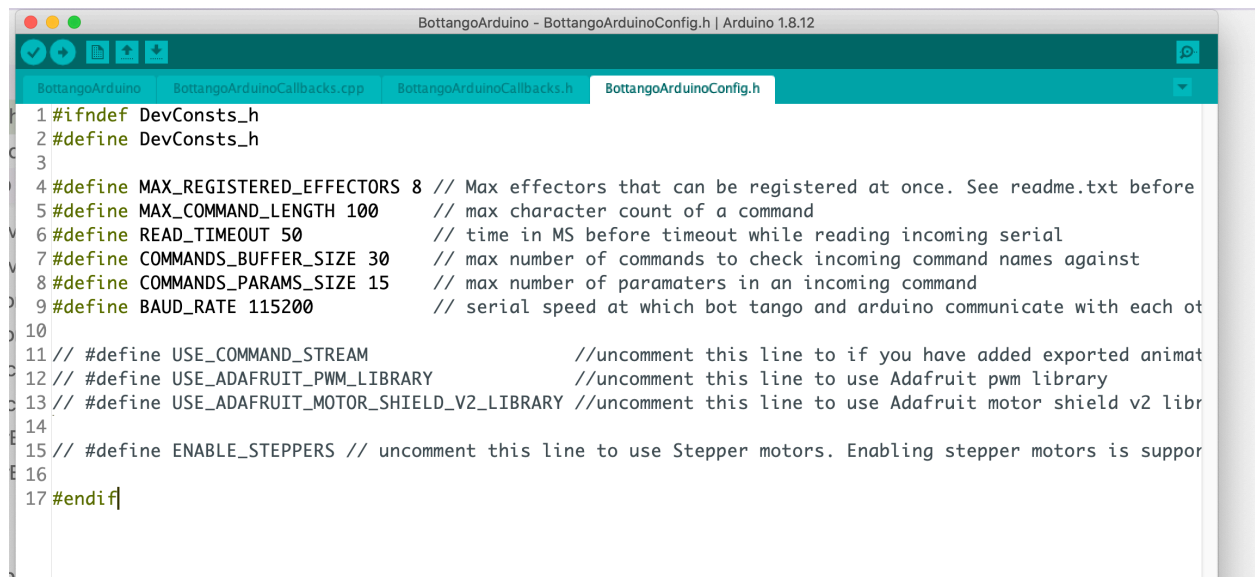 BottangoArduino - BottangoArduinoConfig.h | Arduino 1.8.12
BottangoArduino BottangoArduinoCallbacks.cpp BottangoArduinoCallbacks.h BottangoArduinoConfig.h
1 #ifndef DevConsts_h
2 #define DevConsts_h
3
4 #define MAX_REGISTERED_EFFECTORS 8 // Max effectors that can be registered at once. See readme.txt before
5 #define MAX_COMMAND_LENGTH 100 // max character count of a command
6 #define READ_TIMEOUT 50 // time in MS before timeout while reading incoming serial
7 #define COMMANDS_BUFFER_SIZE 30 // max number of commands to check incoming command names against
8 #define COMMANDS_PARAMS_SIZE 15 // max number of paramaters in an incoming command
9 #define BAUD_RATE 115200 // serial speed at which bot tango and arduino communicate with each ot
10
11 // #define USE_COMMAND_STREAM //uncomment this line to if you have added exported animat
12 // #define USE_ADAFRUIT_PWM_LIBRARY //uncomment this line to use Adafruit pwm library
13 // #define USE_ADAFRUIT_MOTOR_SHIELD_V2_LIBRARY //uncomment this line to use Adafruit motor shield v2 libr
14
15 // #define ENABLE_STEPPERS // uncomment this line to use Stepper motors. Enabling stepper motors is suppor
16
17 #endif